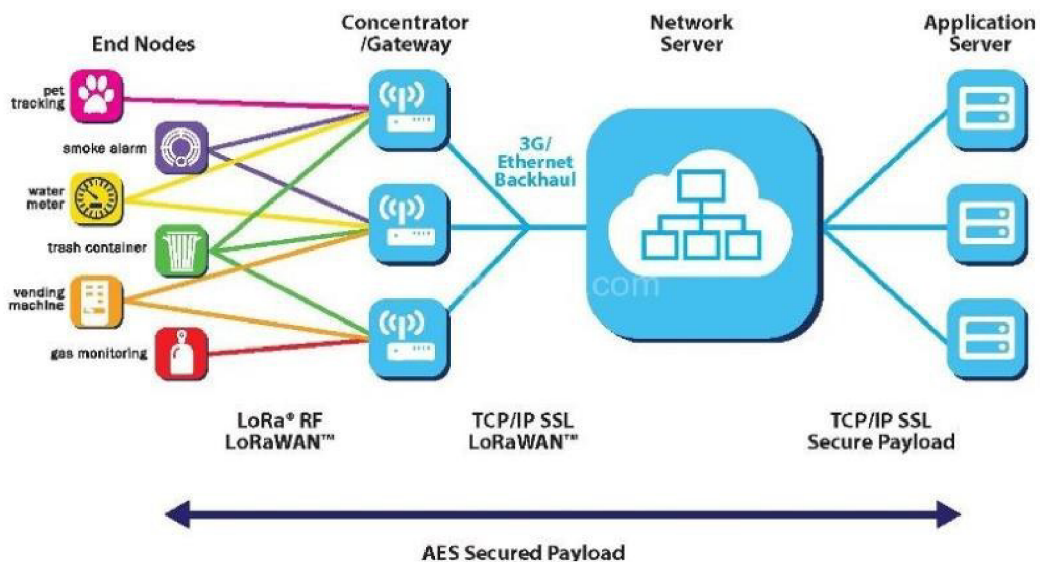 End Nodes
Concentrator
/Gateway
Network
Server
Application
Server
pet
tracking
smoke alarm
water
meter
trash container
vending
machine
gas monitoring
3G/
Ethernet
Backhaul
com
LoRa® RF
LoRaWAN™
TCP/IP SSL
LoRaWAN™
TCP/IP SSL
Secure Payload
AES Secured Payload